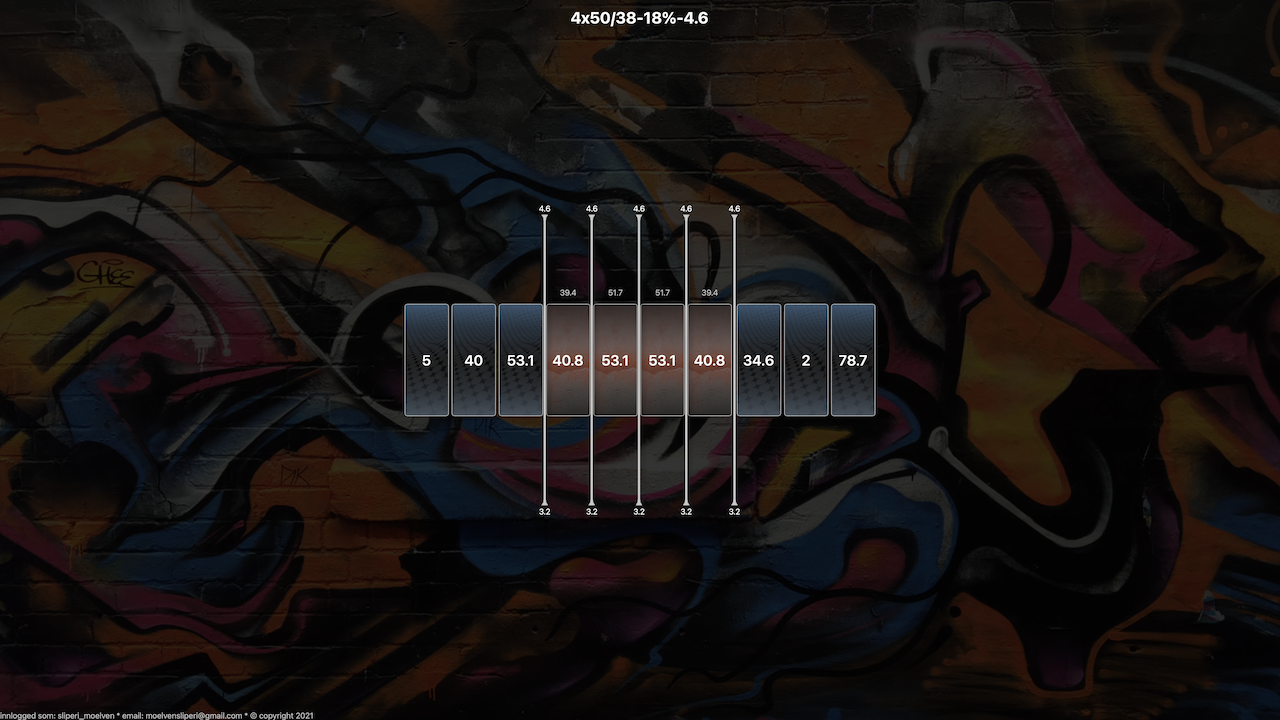 4x50/38-18%-4.6
4.6 4.6 4.6 4.6 4.6
39.4 51.7 51.7 39.4
5 40 53.1 40.8 53.1 53.1 40.8 34.6 2 78.7
3.2 3.2 3.2 3.2 3.2
innlogged som: sliperi_moelven * email: moelvensliperi@gmail.com * © copyright 2021